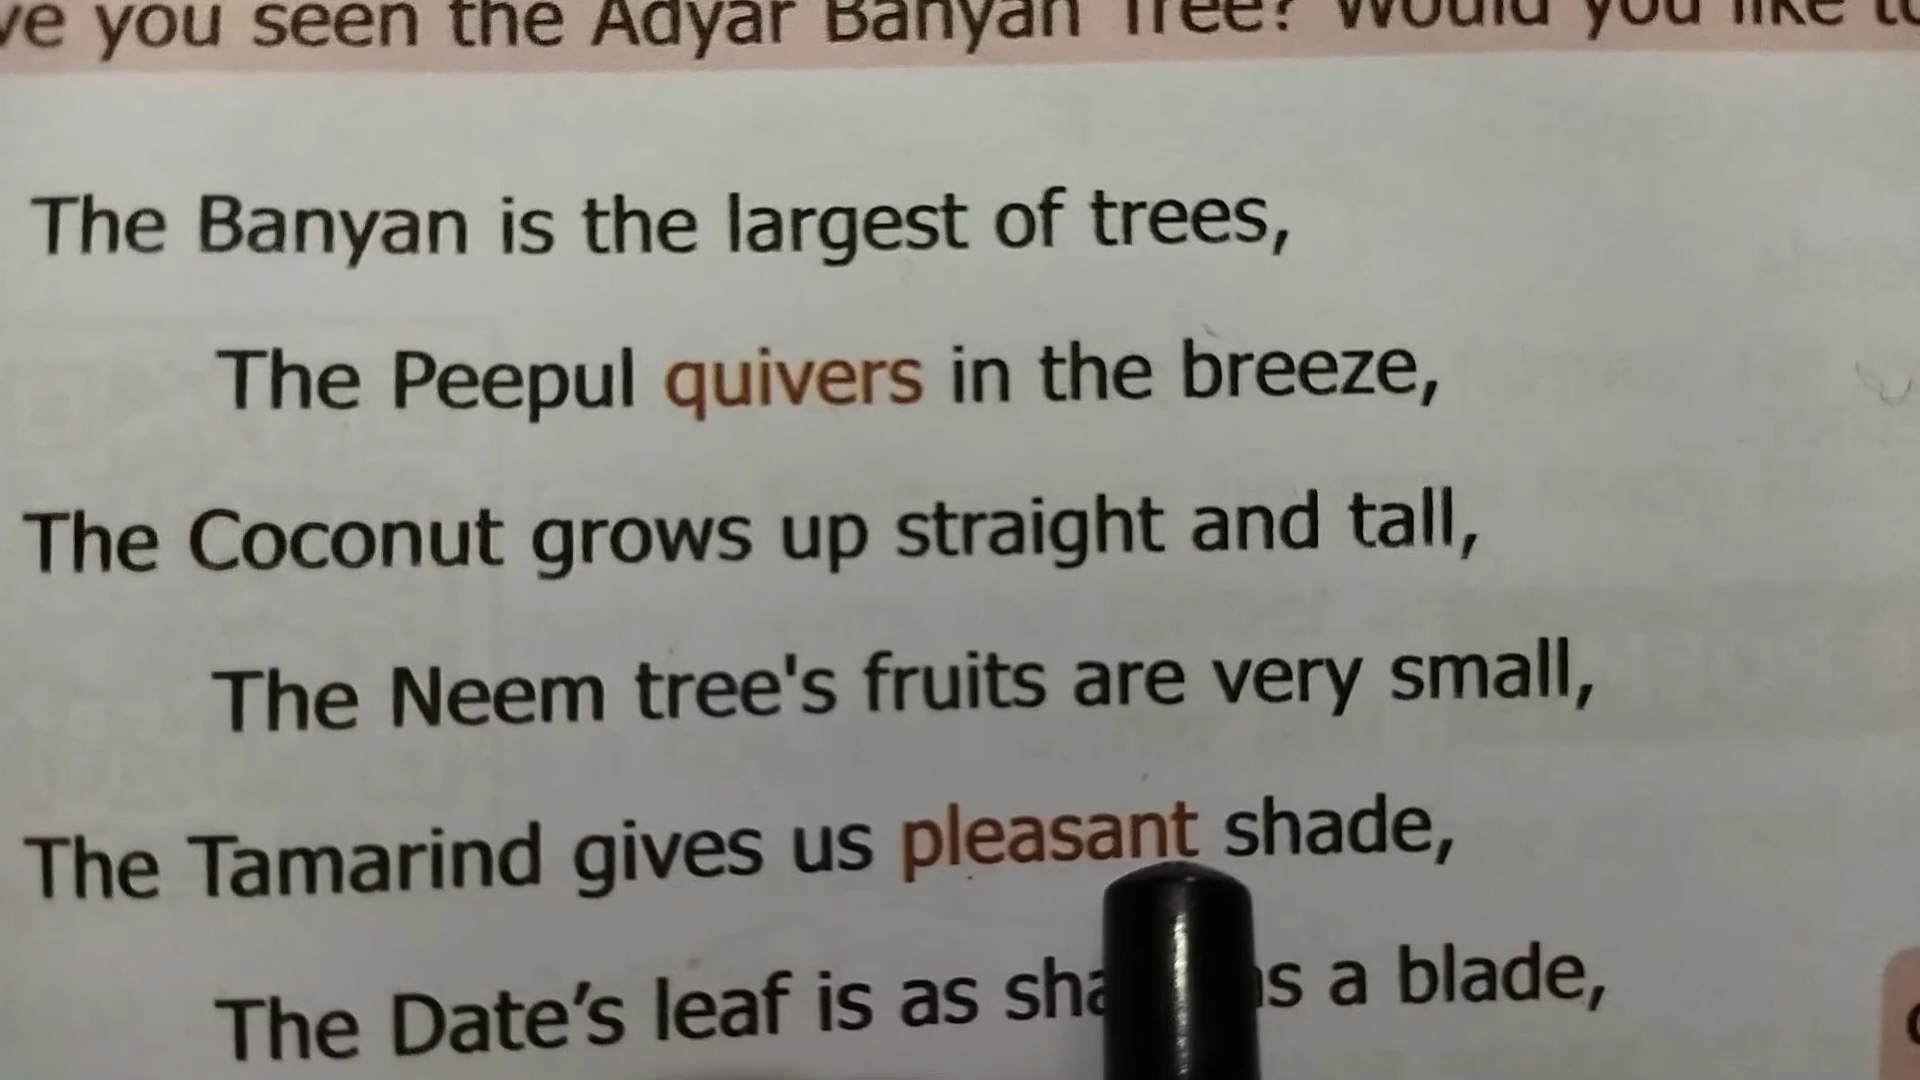 ve you seen the Adyar Banyan Tree? Would you like to
The Banyan is the largest of trees,
The Peepul quivers in the breeze,
The Coconut grows up straight and tall,
The Neem tree's fruits are very small,
The Tamarind gives us pleasant shade,
The Date’s leaf is as sha as a blade,